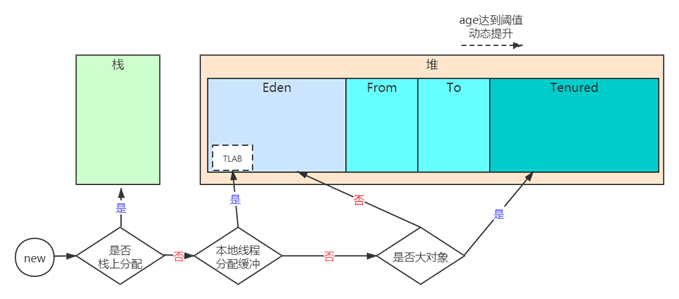 age达到阈值
动态提升
栈
堆
Eden
From
To
Tenured
TLAB
是
是
否
是
new
是否
栈上分配
否
本地线程
分配缓冲
否
是否大对象